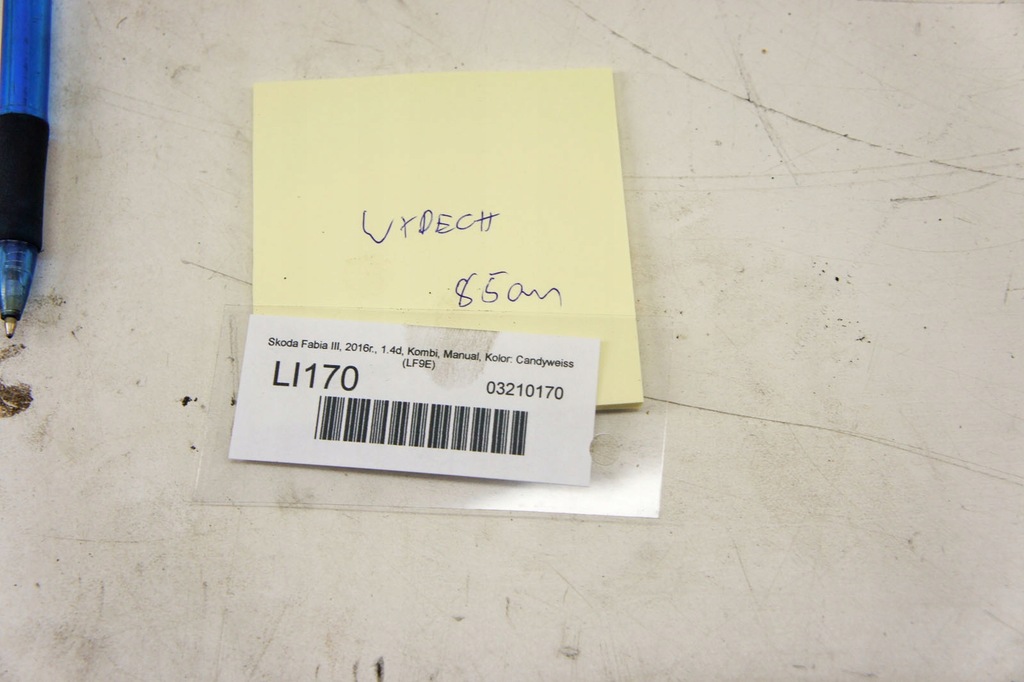 WYDECH
85cm
Skoda Fabia III, 2016r., 1.4d, Kombi, Manual, Kolor: Candyweiss
(LF9E)
LI170
03210170